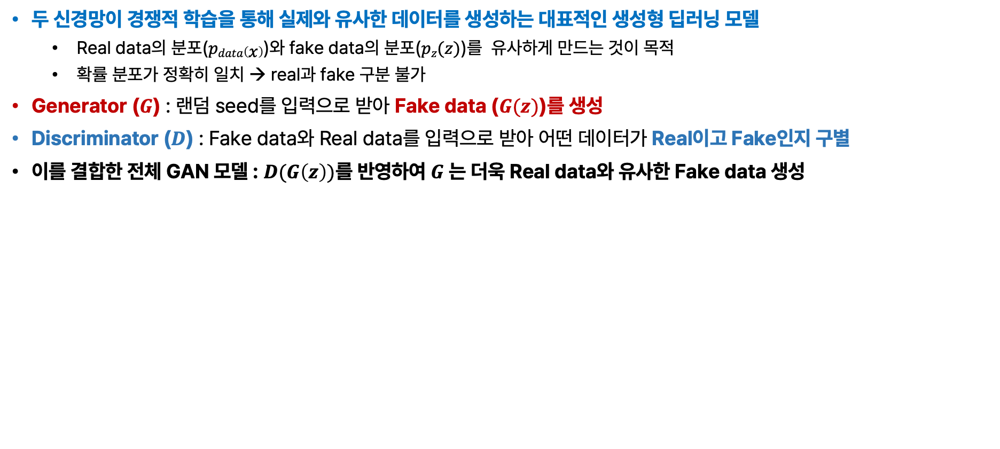 • 두 신경망이 경쟁적 학습을 통해 실제와 유사한 데이터를 생성하는 대표적인 생성형 딥러닝 모델
• Real data의 분포(p_data(x))와 fake data의 분포(p_z(z))를 유사하게 만드는 것이 목적
• 확률 분포가 정확히 일치 → real과 fake 구분 불가
• Generator (G) : 랜덤 seed를 입력으로 받아 Fake data (G(z))를 생성
• Discriminator (D) : Fake data와 Real data를 입력으로 받아 어떤 데이터가 Real이고 Fake인지 구별
• 이를 결합한 전체 GAN 모델 : D(G(z))를 반영하여 G 는 더욱 Real data와 유사한 Fake data 생성